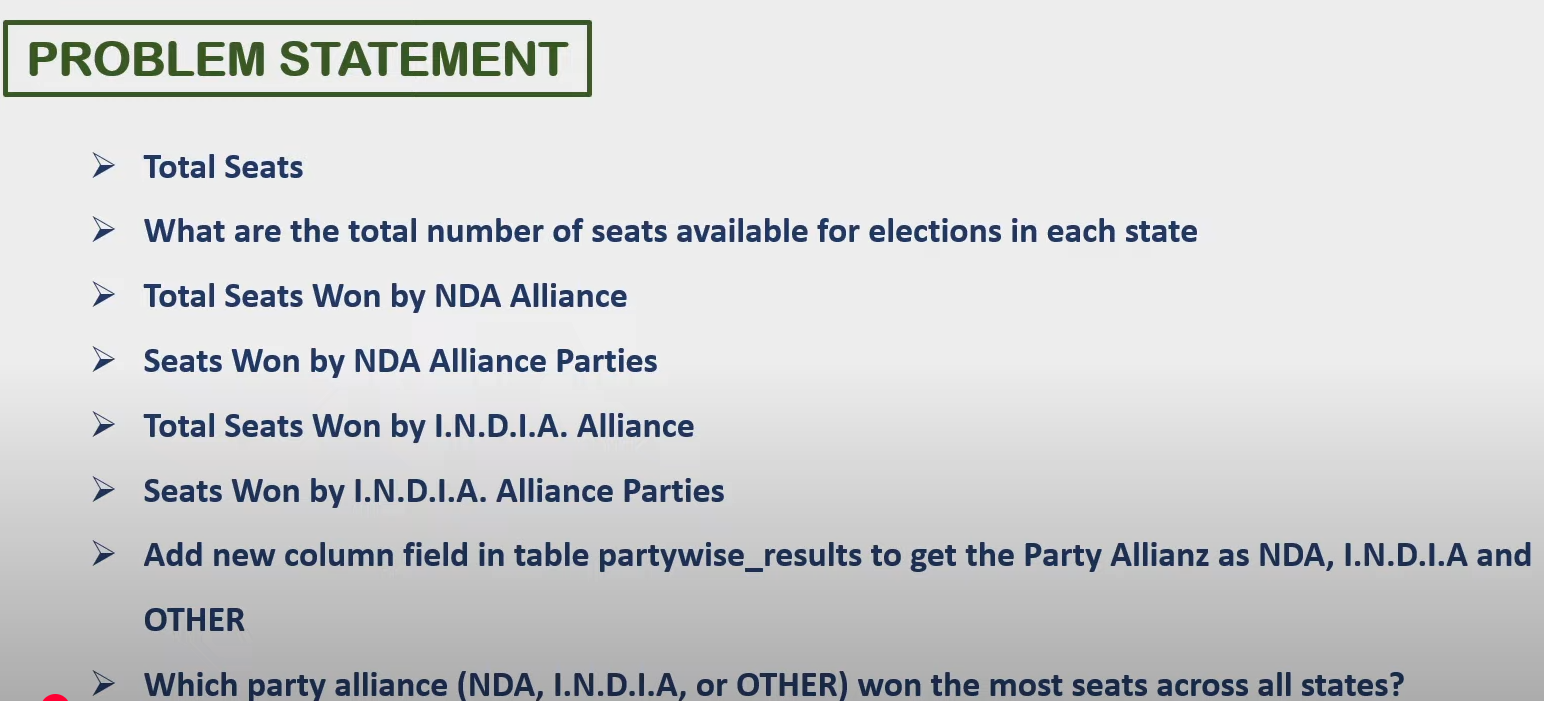 PROBLEM STATEMENT
➢ Total Seats
➢ What are the total number of seats available for elections in each state
➢ Total Seats Won by NDA Alliance
➢ Seats Won by NDA Alliance Parties
➢ Total Seats Won by I.N.D.I.A. Alliance
➢ Seats Won by I.N.D.I.A. Alliance Parties
➢ Add new column field in table partywise_results to get the Party Allianz as NDA, I.N.D.I.A and
OTHER
➢ Which party alliance (NDA, I.N.D.I.A, or OTHER) won the most seats across all states?